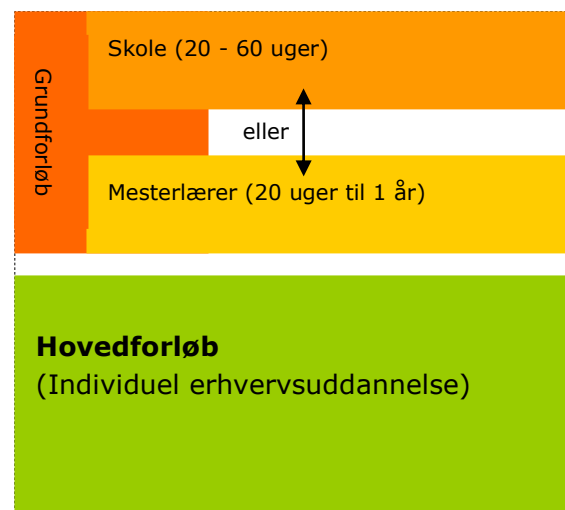 Grundforløb
Skole (20 - 60 uger)
eller
Mesterlærer (20 uger til 1 år)
Hovedforløb
(Individuel erhvervsuddannelse)